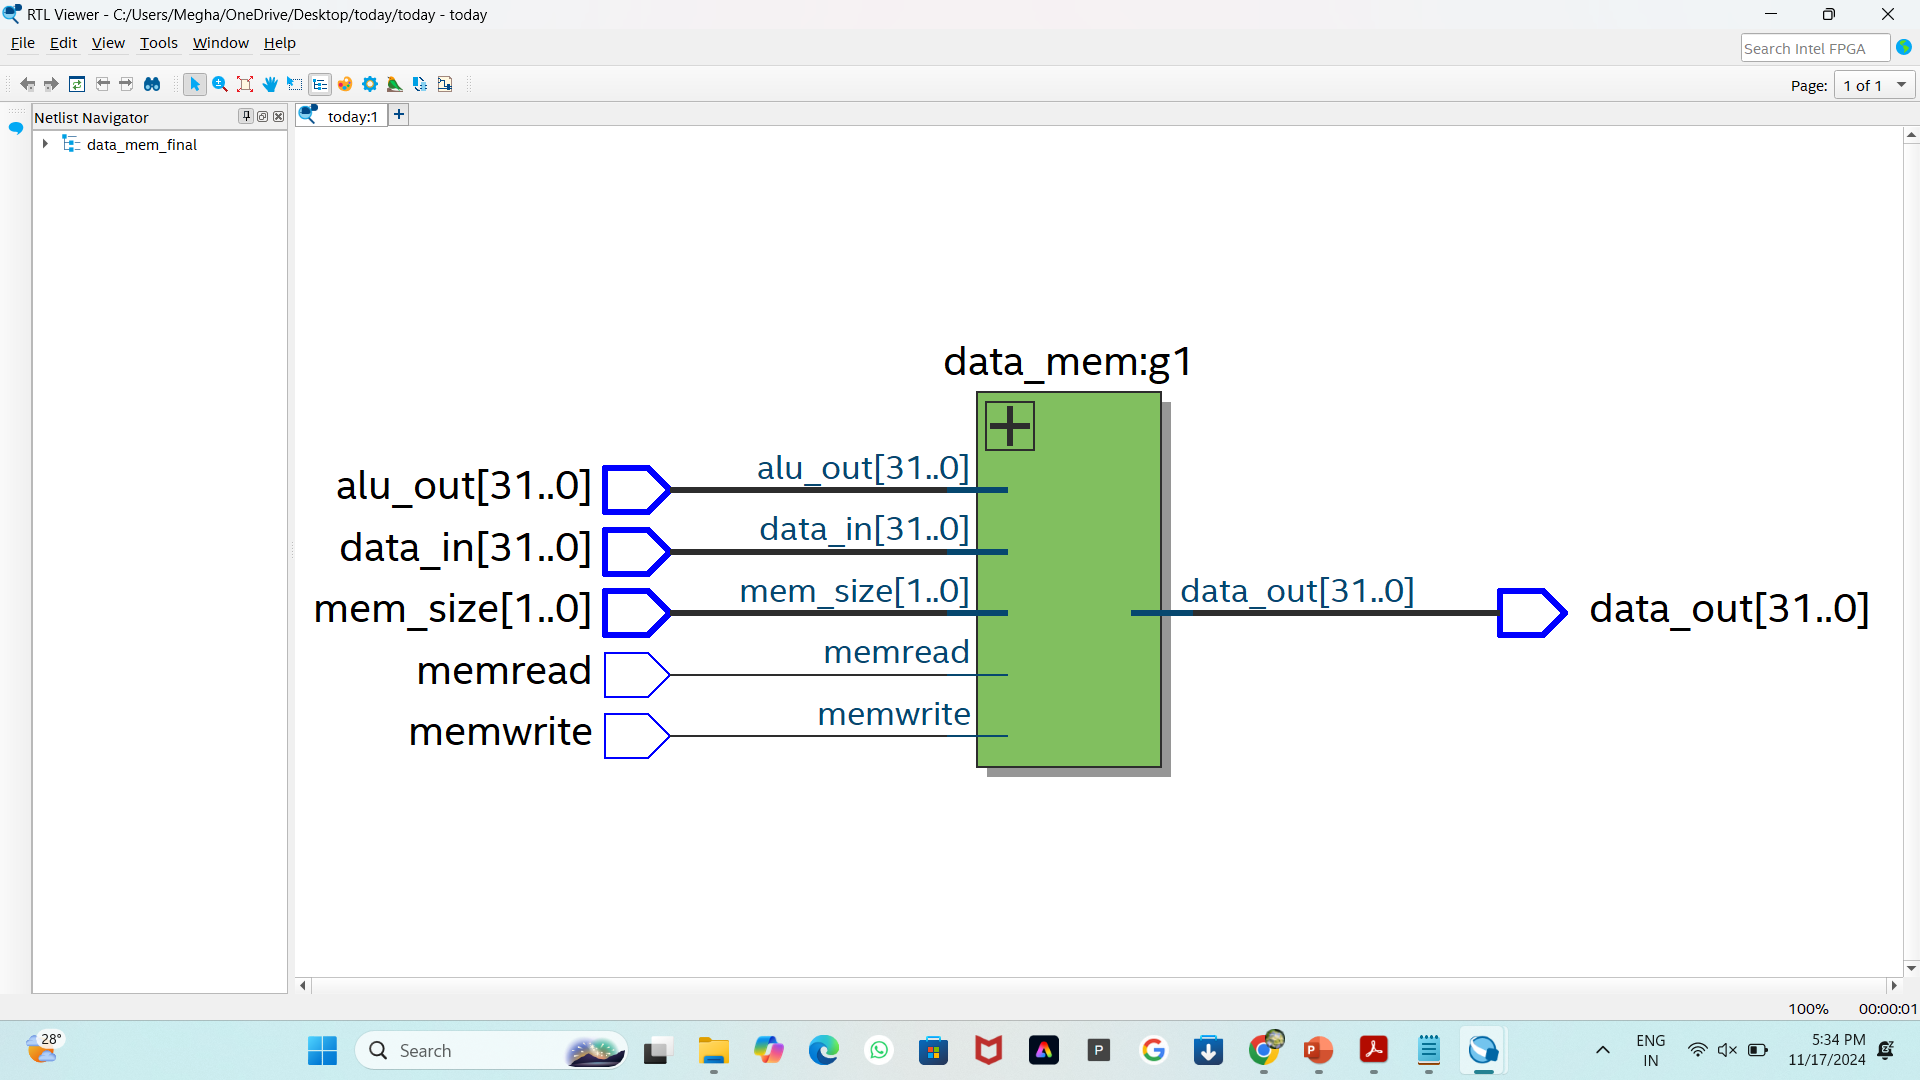 RTL Viewer - C:/Users/Megha/OneDrive/Desktop/today/today - today
File Edit View Tools Window Help
Search Intel FPGA
Page: 1 of 1
Netlist Navigator
today:1
data_mem_final
data_mem:g1
alu_out[31..0] alu_out[31..0]
data_in[31..0] data_in[31..0]
mem_size[1..0] mem_size[1..0] data_out[31..0] data_out[31..0]
memread memread
memwrite memwrite
100% 00:00:01
28°
Search
P
ENG
IN
5:34 PM
11/17/2024